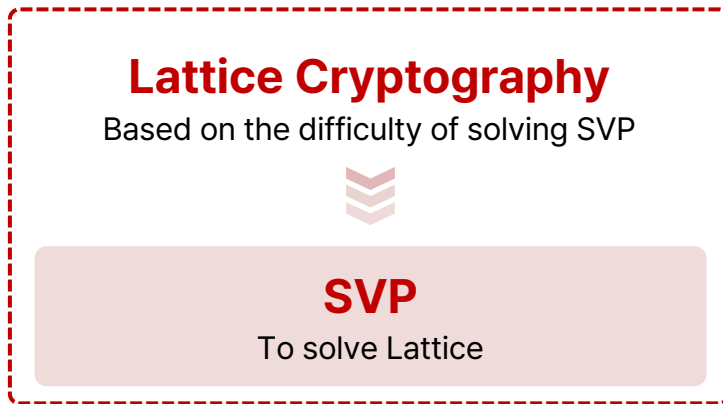 Lattice Cryptography
Based on the difficulty of solving SVP
SVP
To solve Lattice